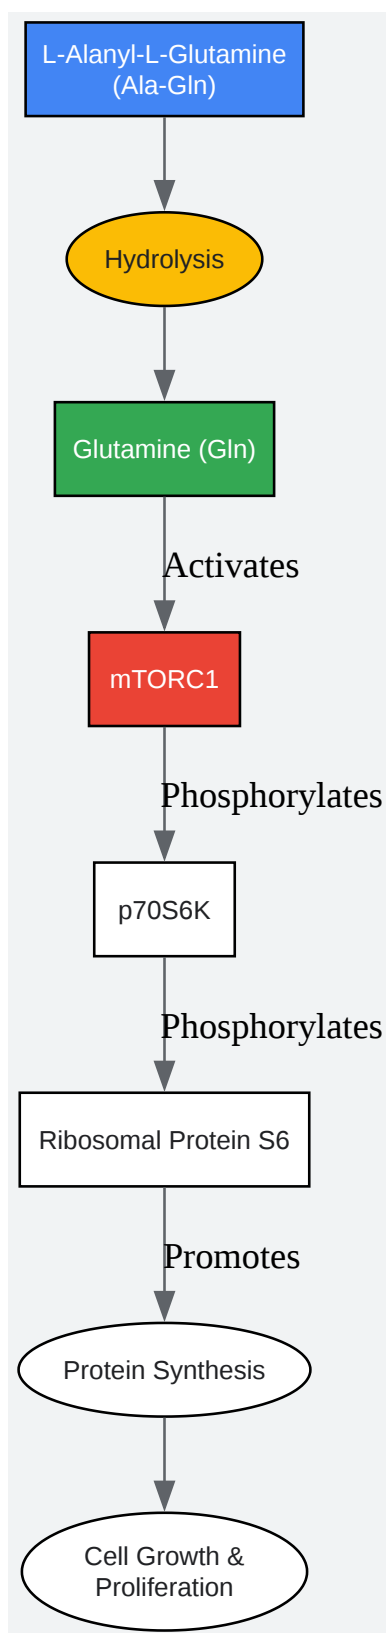 L-Alanyl-L-Glutamine
(Ala-Gln)
Hydrolysis
Glutamine (Gln)
Activates
mTORC1
Phosphorylates
p70S6K
Phosphorylates
Ribosomal Protein S6
Promotes
Protein Synthesis
Cell Growth &
Proliferation